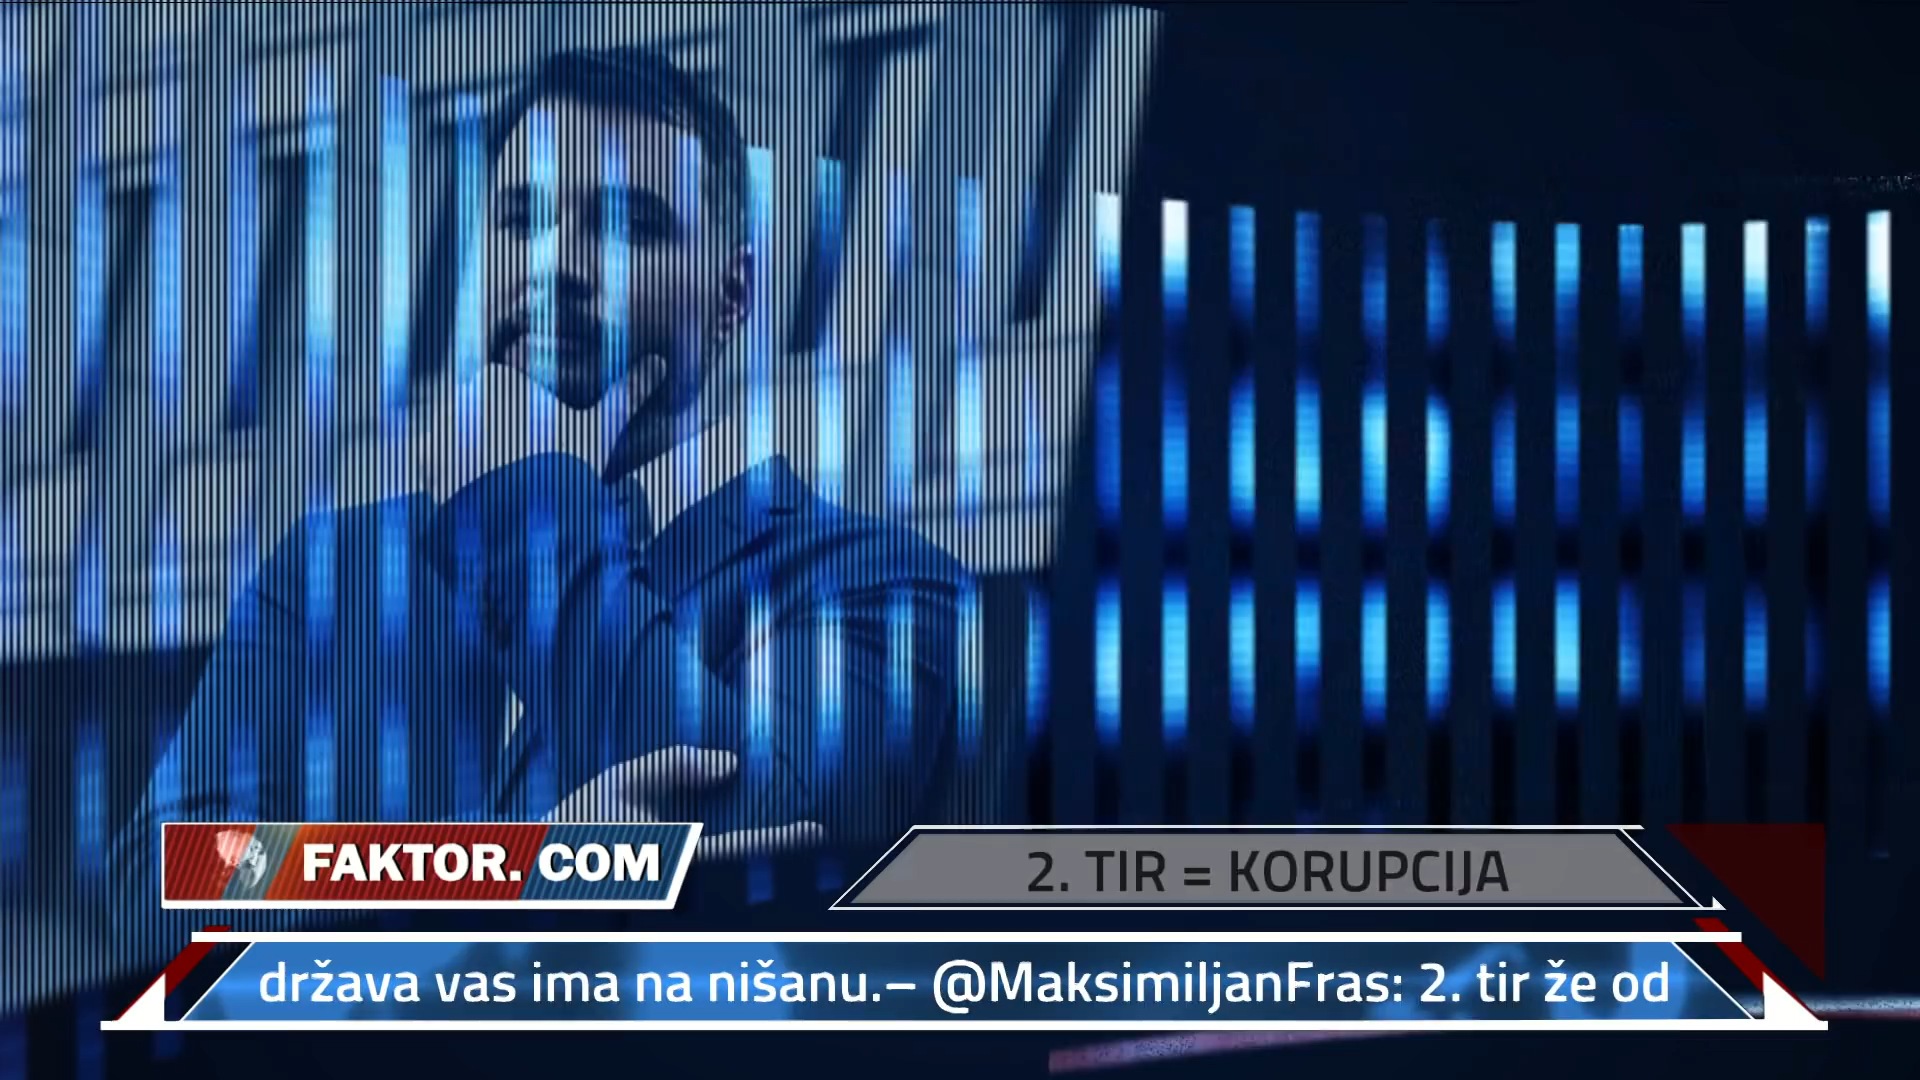 FAKTOR. COM
2. TIR = KORUPCIJA
država vas ima na nišanu.– @MaksimiljanFras: 2. tir že od